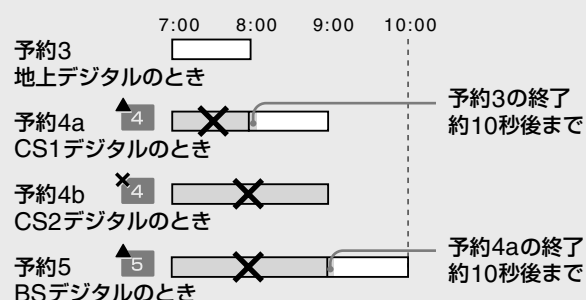 7:00 8:00 9:00 10:00
予約3
地上デジタルのとき
予約3の終了
約10秒後まで
予約4a 4
CS1デジタルのとき
予約4b 4
CS2デジタルのとき
予約4aの終了
約10秒後まで
予約5 5
BSデジタルのとき